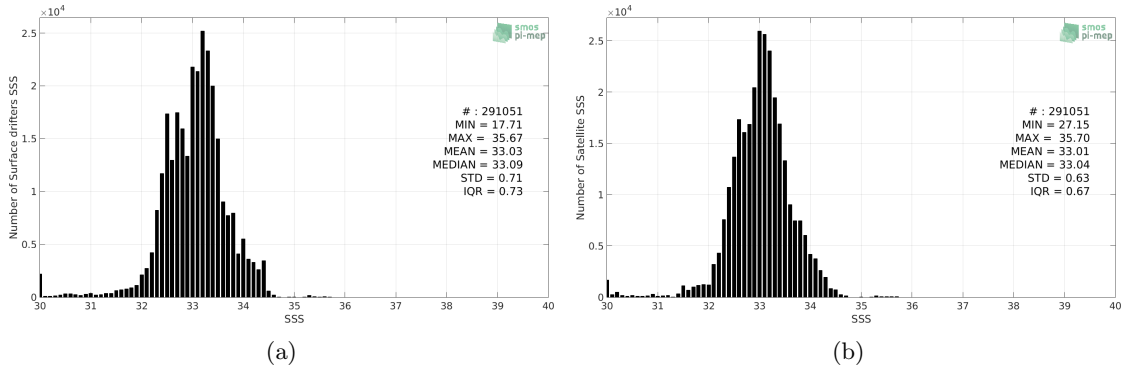 ×10⁴
2.5
2
1.5
1
0.5
0
30 31 32 33 34 35 36 37 38 39 40
SSS
Number of Surface drifters SSS
smos
pi-mep
# : 291051
MIN = 17.71
MAX = 35.67
MEAN = 33.03
MEDIAN = 33.09
STD = 0.71
IQR = 0.73
(a)
×10⁴
2.5
2
1.5
1
0.5
0
30 31 32 33 34 35 36 37 38 39 40
SSS
Number of Satellite SSS
smos
pi-mep
# : 291051
MIN = 27.15
MAX = 35.70
MEAN = 33.01
MEDIAN = 33.04
STD = 0.63
IQR = 0.67
(b)